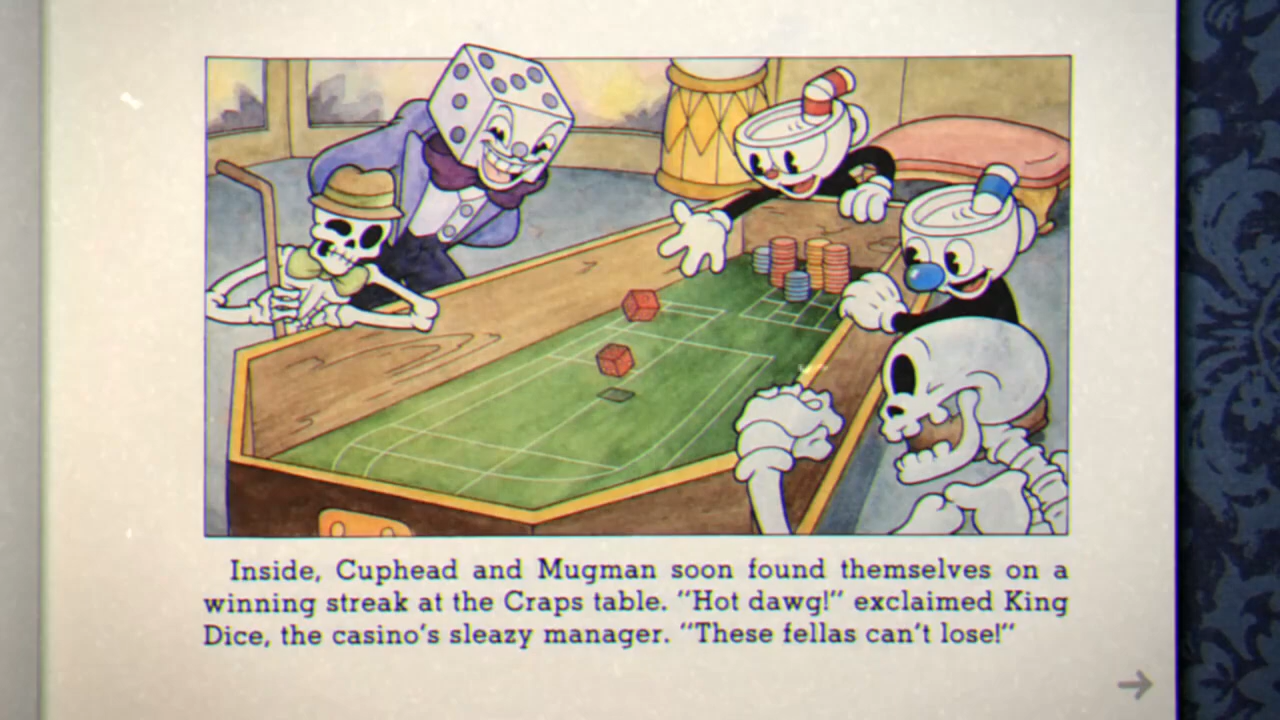 Inside, Cuphead and Mugman soon found themselves on a
winning streak at the Craps table. “Hot dawg!” exclaimed King
Dice, the casino’s sleazy manager. “These fellas can’t lose!”